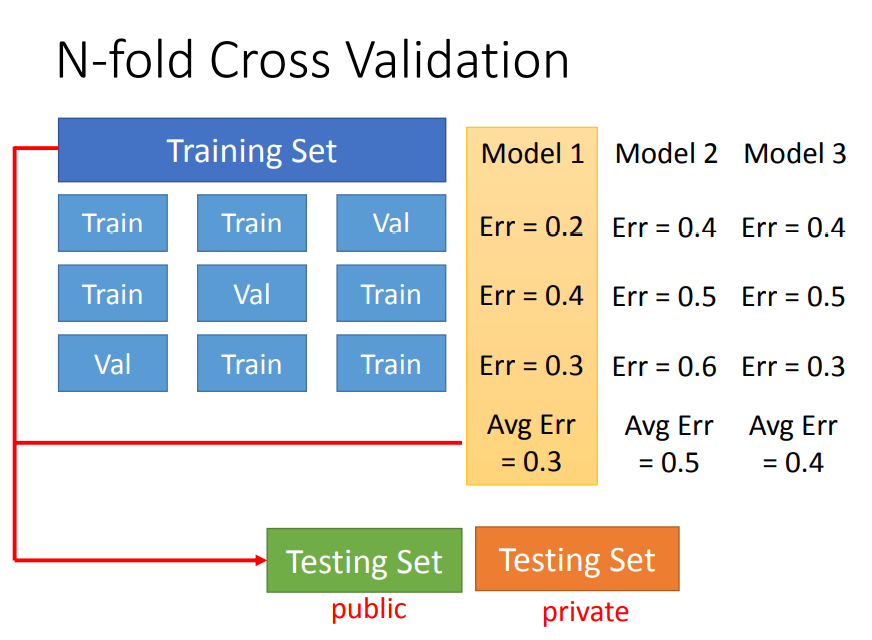 N-fold Cross Validation
Training Set
Model 1 Model 2 Model 3
Train Train Val
Err = 0.2 Err = 0.4 Err = 0.4
Train Val Train
Err = 0.4 Err = 0.5 Err = 0.5
Val Train Train
Err = 0.3 Err = 0.6 Err = 0.3
Avg Err Avg Err Avg Err
= 0.3 = 0.5 = 0.4
Testing Set Testing Set
public private